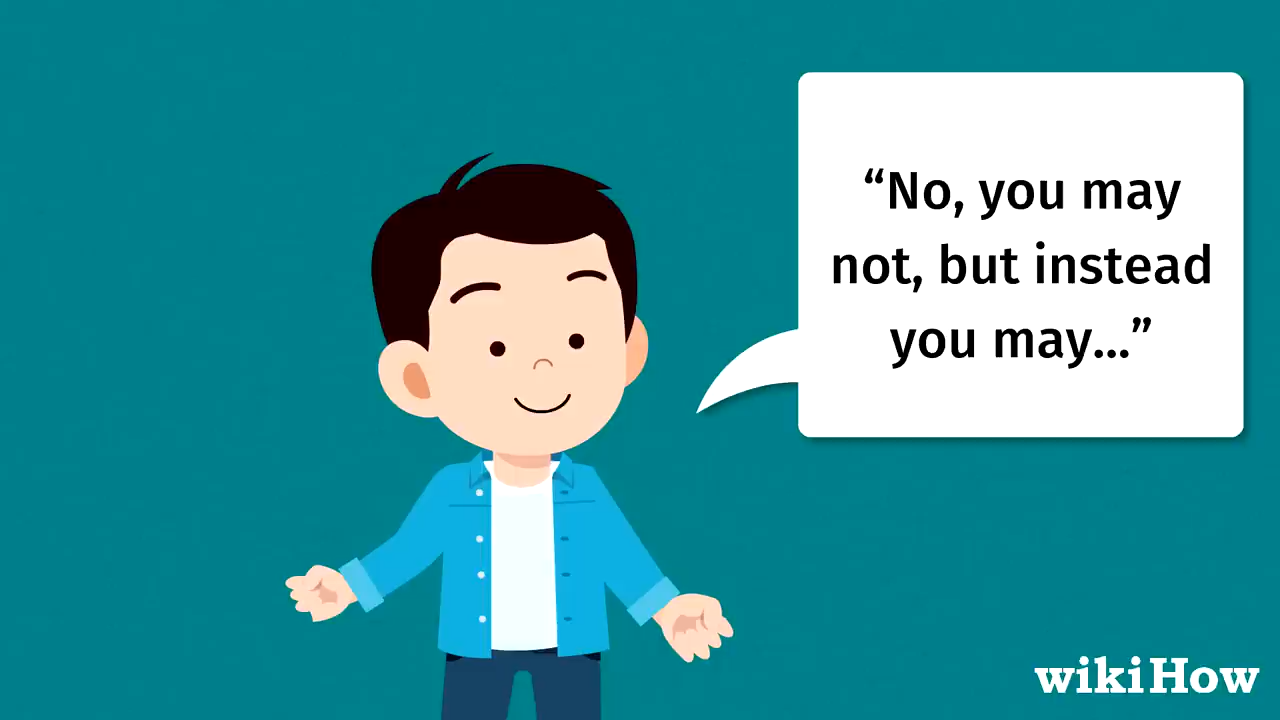 “No, you may
not, but instead
you may...”
wikiHow